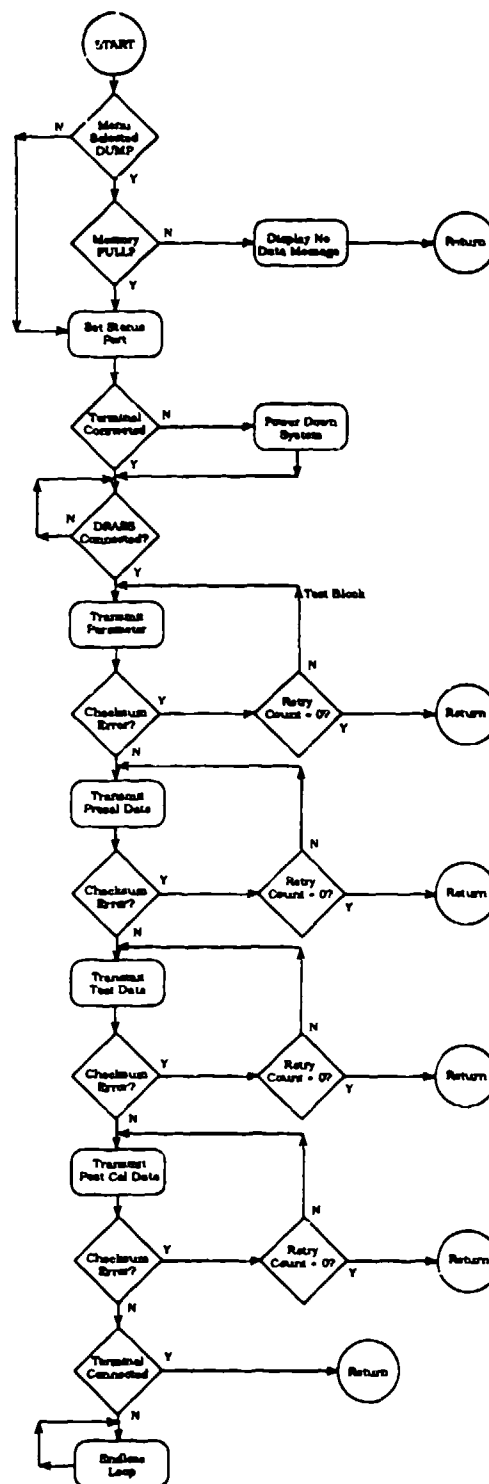 START
Menu
Selected
DUMP
N
Y
Memory
FULL?
N
Display No
Data Message
Return
Y
Set Status
Port
Terminal
Connected
N
Power Down
System
Y
N
Connected?
Y
Test Block
Transmit
Parameter
N
Checksum
Error?
Y
Retry
Count = 0?
Y
Return
N
Transmit
Precal Data
N
Checksum
Error?
Y
Retry
Count = 0?
Y
Return
N
Transmit
Test Data
N
Checksum
Error?
Y
Retry
Count = 0?
Y
Return
N
Transmit
Post Cal Data
N
Checksum
Error?
Y
Retry
Count = 0?
Y
Return
N
Terminal
Connected
Y
Return
N
Endless
Loop